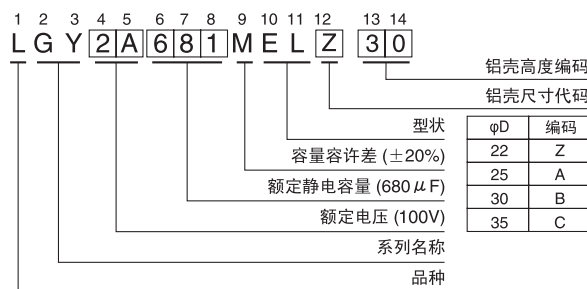 1 2 3 4 5 6 7 8 9 10 11 12 13 14
L G Y 2 A 6 8 1 M E L Z 3 0
铝壳高度编码
铝壳尺寸代码
型状
容量容许差 (±20%)
额定静电容量 (680μF)
额定电压 (100V)
系列名称
品种
φD 编码
22 Z
25 A
30 B
35 C